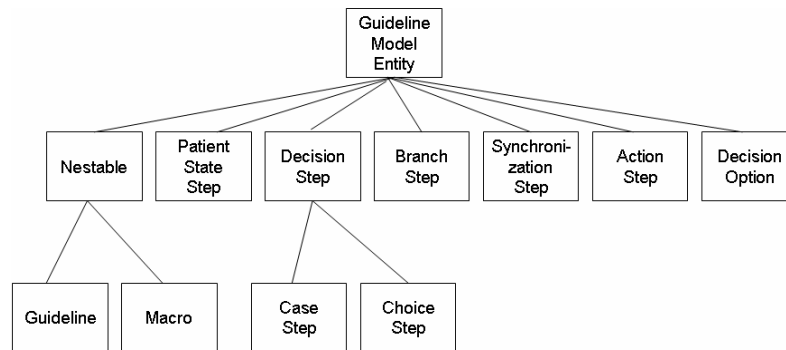 Guideline
Model
Entity
Nestable
Patient
State
Step
Decision
Step
Branch
Step
Synchroni-
zation
Step
Action
Step
Decision
Option
Guideline
Macro
Case
Step
Choice
Step